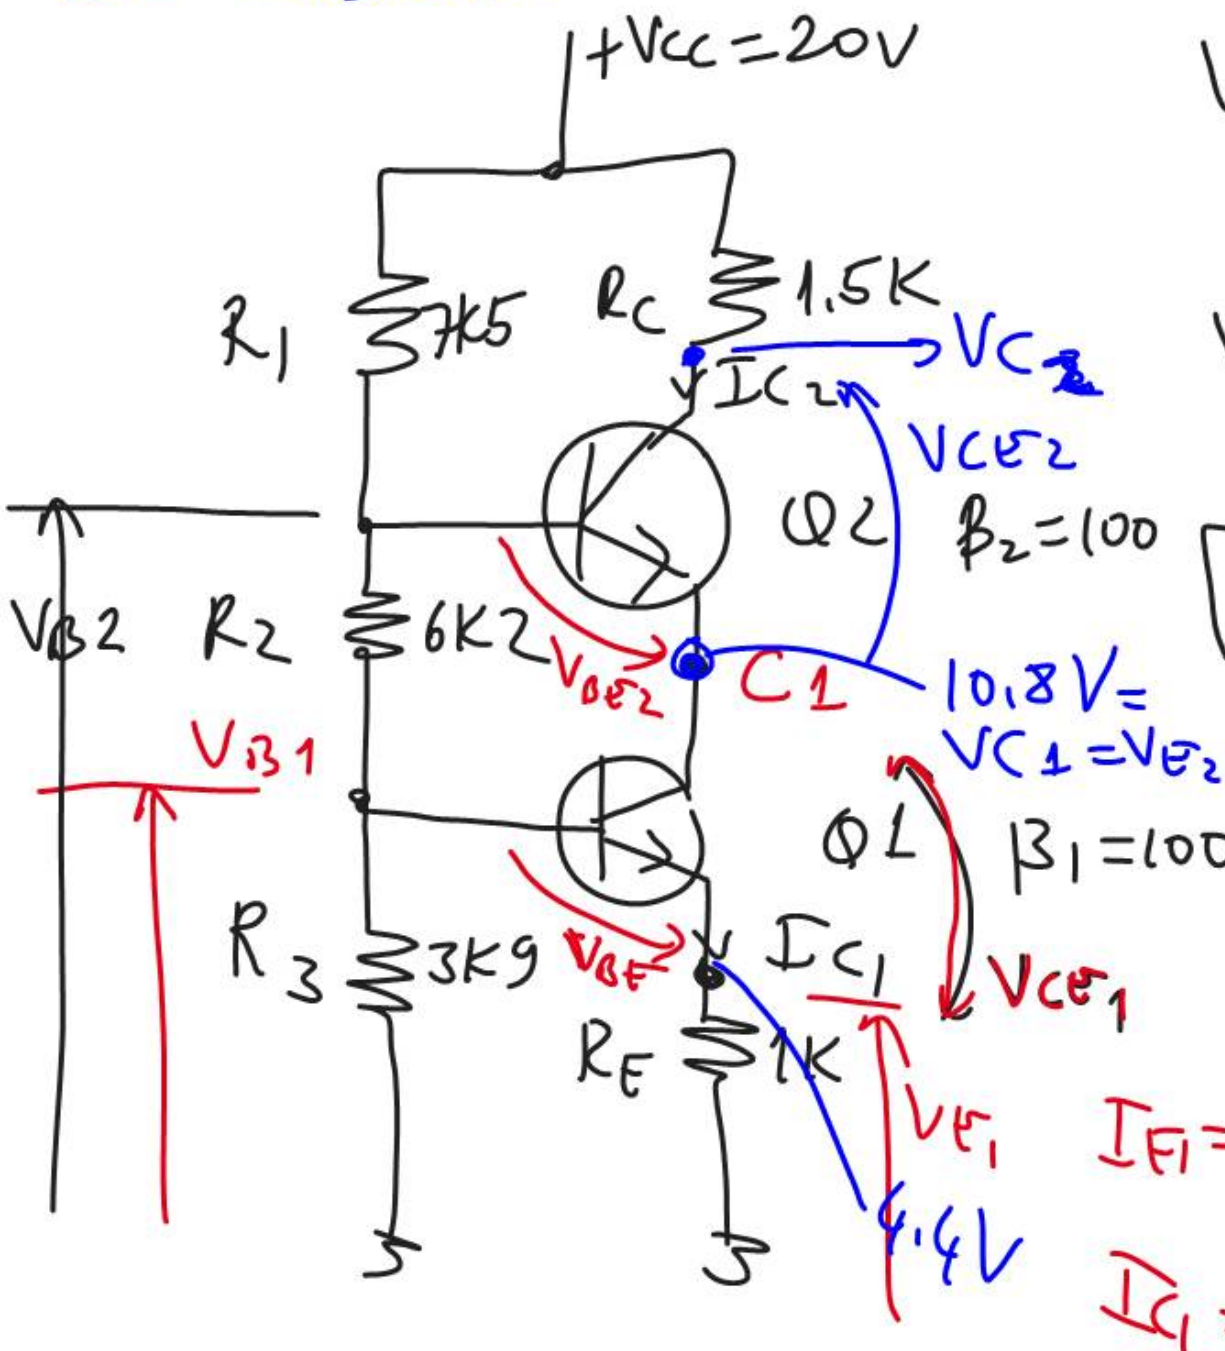 +VCC=20V
R1
7K5
RC
1.5K
VC2
IC2
VCE2
Q2
β2=100
VB2
R2
6K2
VBE2
C1
10.8V=
VC1=VE2
VB1
Q1
β1=100
R3
3K9
VBE
IC1
VCE1
RE
1K
VE1
IE1=
4.4V
IC1